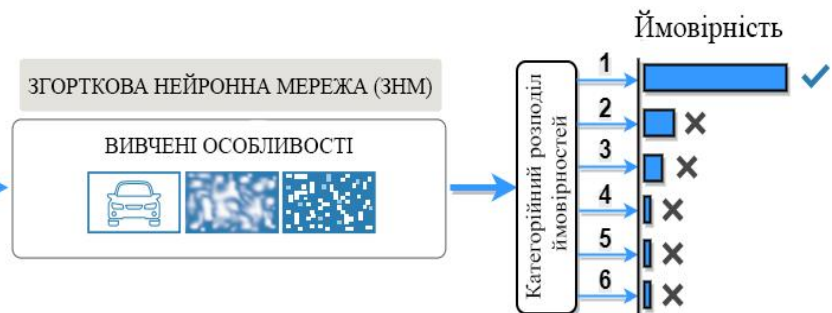 Ймовірність
ЗГОРТКОВА НЕЙРОННА МЕРЕЖА (ЗНМ)
ВИВЧЕНІ ОСОБЛИВОСТІ
Категорійний розподіл
ймовірностей
1
2
3
4
5
6